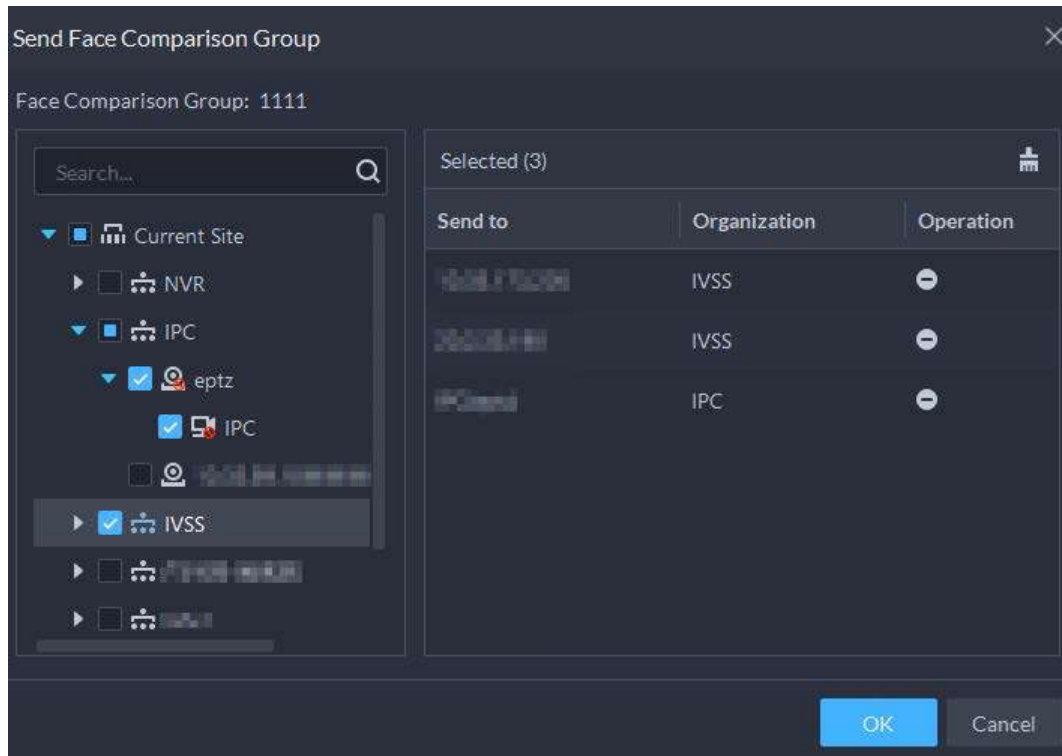 Send Face Comparison Group
Face Comparison Group: 1111
Search...
Current Site
NVR
IPC
eptz
IPC
IVSS
Selected (3)
Send to Organization Operation
IVSS
IVSS
IPC
OK Cancel